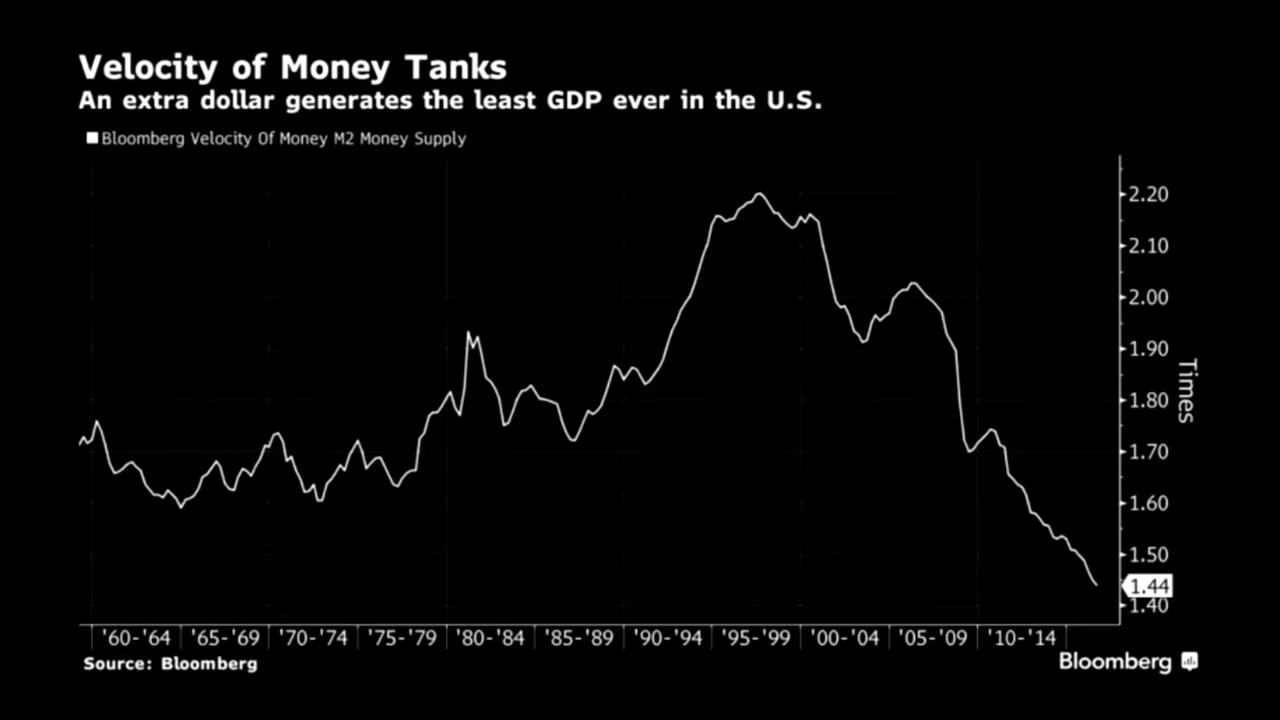 Velocity of Money Tanks
An extra dollar generates the least GDP ever in the U.S.
Bloomberg Velocity Of Money M2 Money Supply
2.20
2.10
2.00
1.90
1.80
1.70
1.60
1.50
1.44
1.40
Times
'60-'64 '65-'69 '70-'74 '75-'79 '80-'84 '85-'89 '90-'94 '95-'99 '00-'04 '05-'09 '10-'14
Source: Bloomberg
Bloomberg